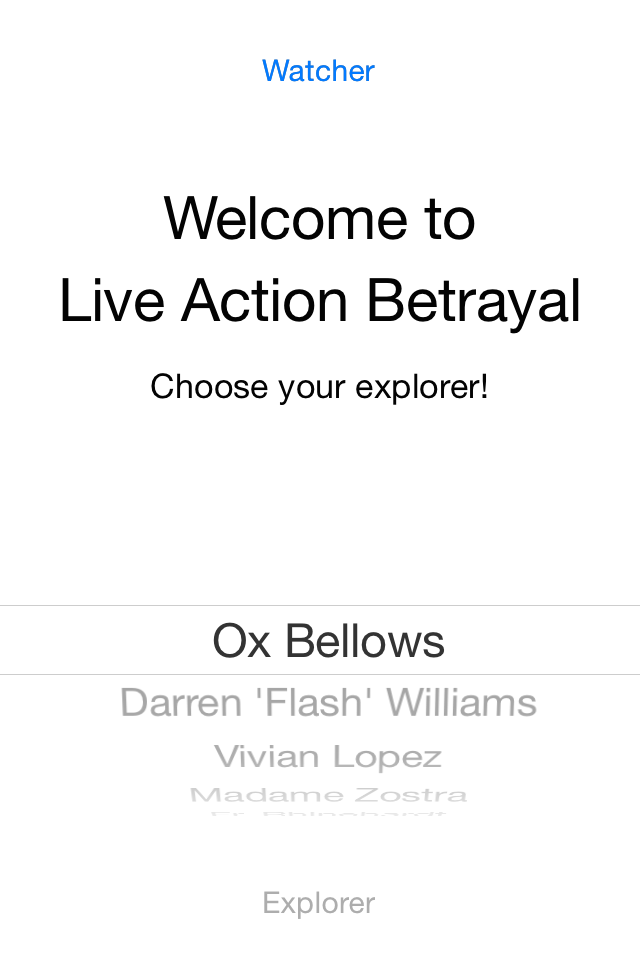 Watcher
Welcome to
Live Action Betrayal
Choose your explorer!
Ox Bellows
Darren 'Flash' Williams
Vivian Lopez
Madame Zostra
Explorer